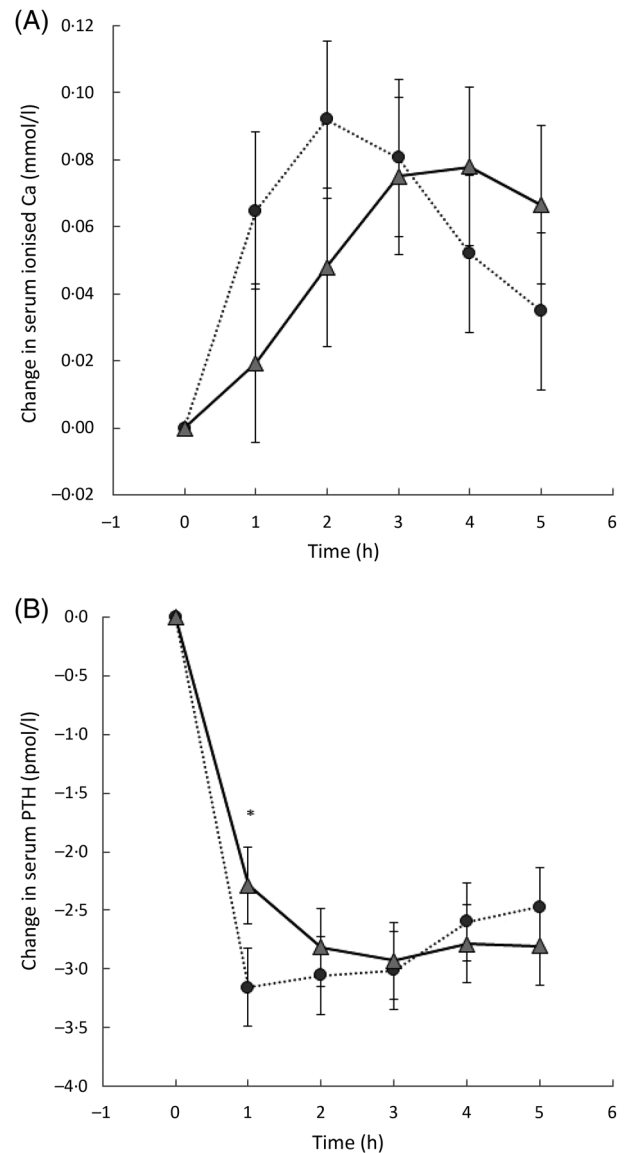 (A)
Change in serum ionised Ca (mmol/l)
0·12
0·10
0·08
0·06
0·04
0·02
0·00
–0·02
–1 0 1 2 3 4 5 6
Time (h)
(B)
Change in serum PTH (pmol/l)
0·0
–0·5
–1·0
–1·5
*
–2·0
–2·5
–3·0
–3·5
–4·0
–1 0 1 2 3 4 5 6
Time (h)